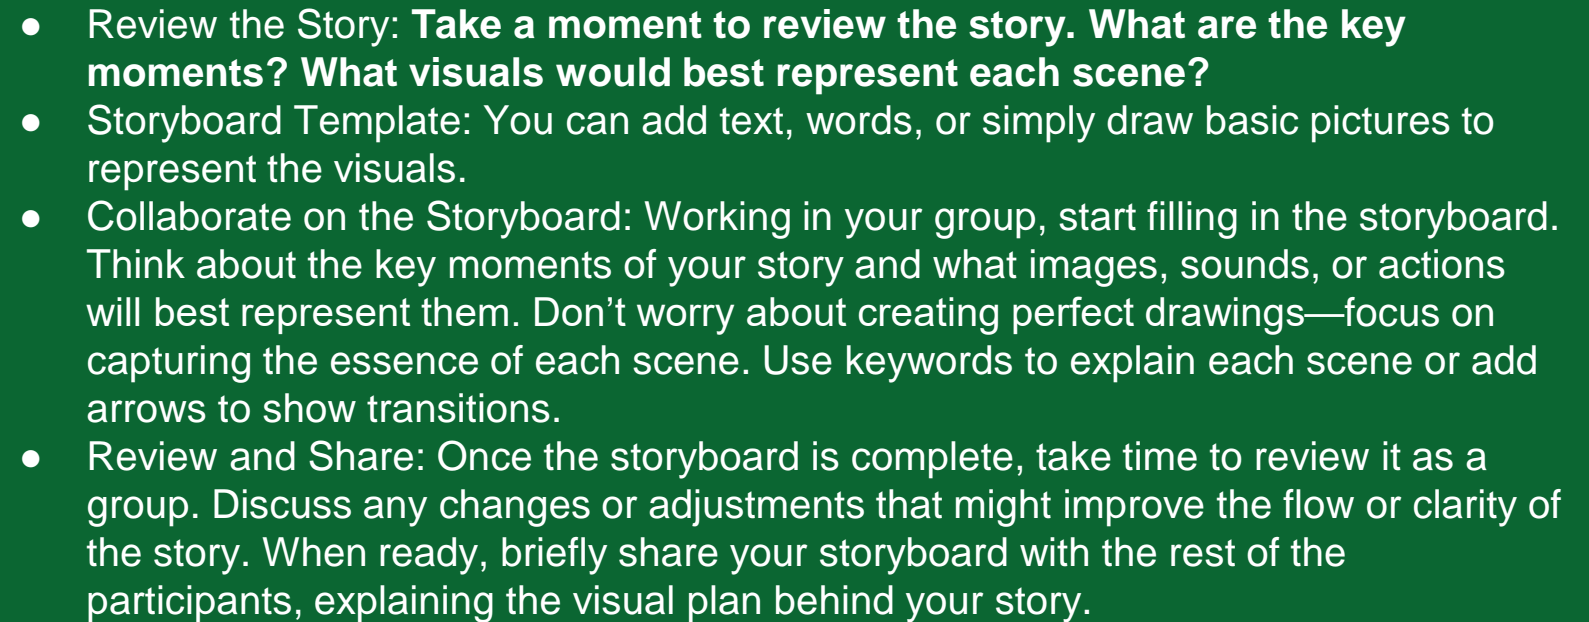 ● Review the Story: Take a moment to review the story. What are the key
moments? What visuals would best represent each scene?
● Storyboard Template: You can add text, words, or simply draw basic pictures to
represent the visuals.
● Collaborate on the Storyboard: Working in your group, start filling in the storyboard.
Think about the key moments of your story and what images, sounds, or actions
will best represent them. Don’t worry about creating perfect drawings—focus on
capturing the essence of each scene. Use keywords to explain each scene or add
arrows to show transitions.
● Review and Share: Once the storyboard is complete, take time to review it as a
group. Discuss any changes or adjustments that might improve the flow or clarity of
the story. When ready, briefly share your storyboard with the rest of the
participants, explaining the visual plan behind your story.